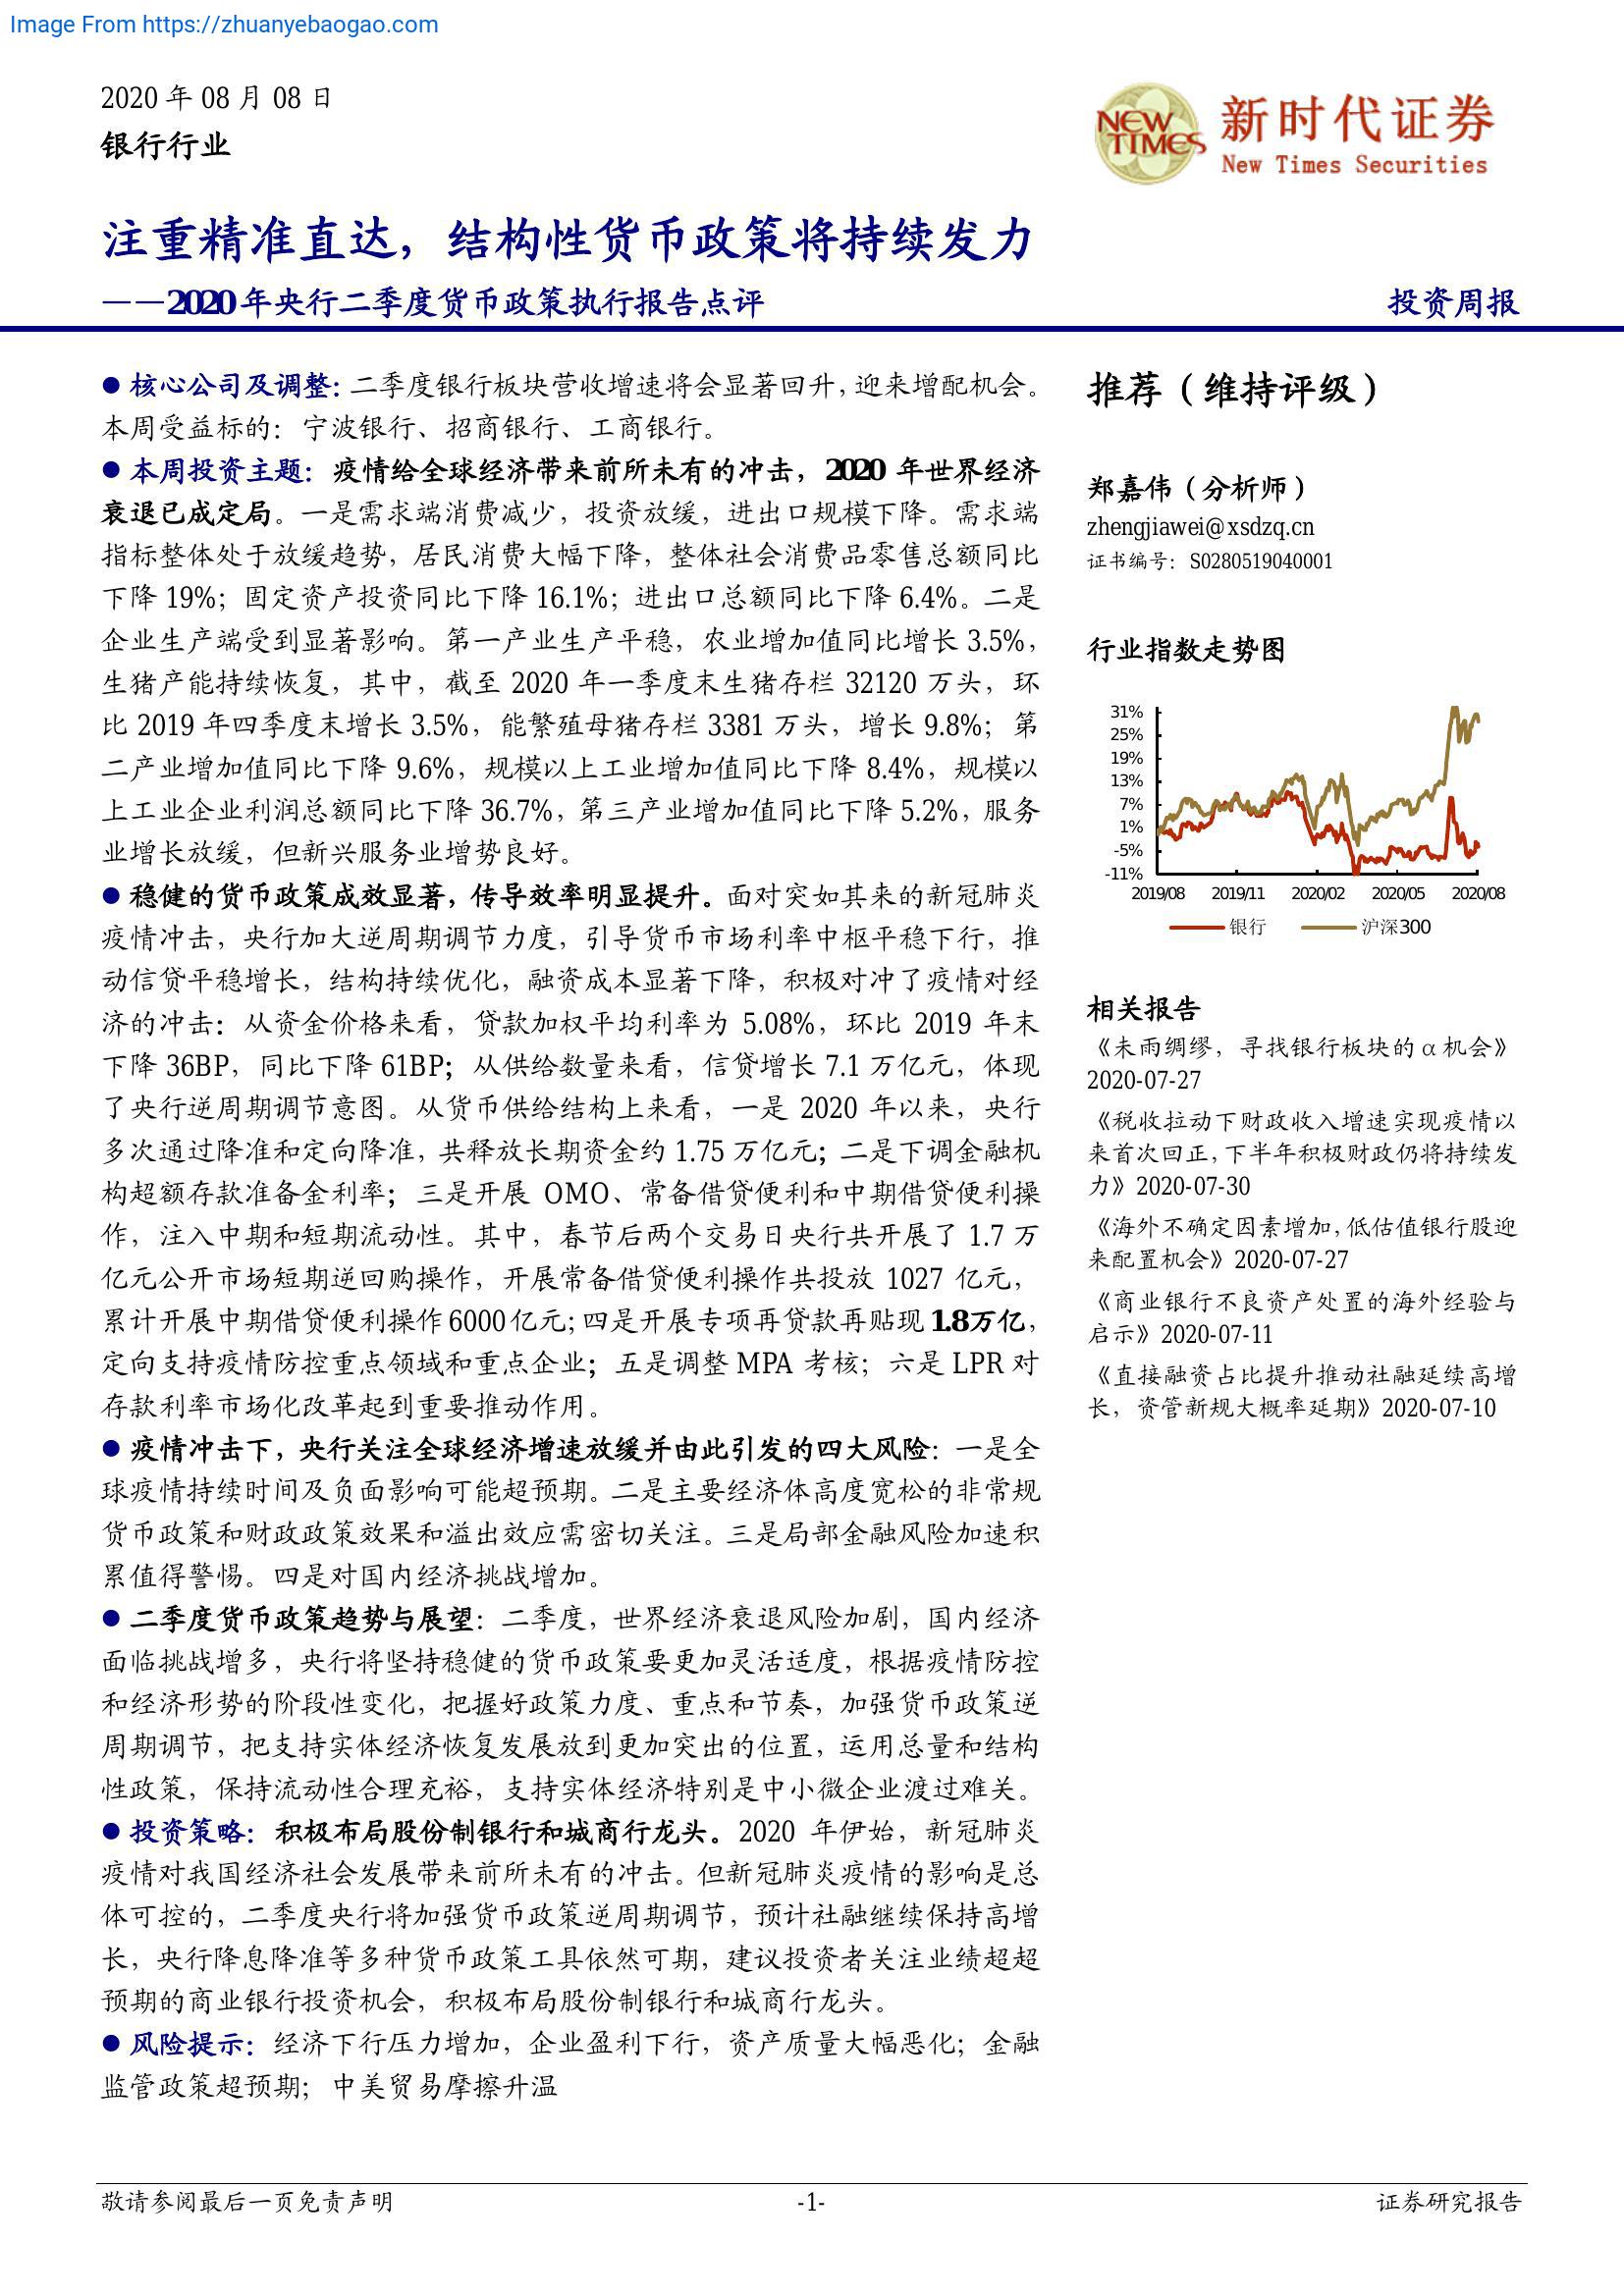 Image From https://zhuanyebaogao.com
2020 年 08 月 08 日
银行行业
NEW TIMES
新时代证券
New Times Securities
注重精准直达，结构性货币政策将持续发力
——2020年央行二季度货币政策执行报告点评
投资周报
● 核心公司及调整：二季度银行板块营收增速将会显著回升，迎来增配机会。
本周受益标的：宁波银行、招商银行、工商银行。
● 本周投资主题：疫情给全球经济带来前所未有的冲击，2020 年世界经济
衰退已成定局。一是需求端消费减少，投资放缓，进出口规模下降。需求端
指标整体处于放缓趋势，居民消费大幅下降，整体社会消费品零售总额同比
下降 19%；固定资产投资同比下降 16.1%；进出口总额同比下降 6.4%。二是
企业生产端受到显著影响。第一产业生产平稳，农业增加值同比增长 3.5%，
生猪产能持续恢复，其中，截至 2020 年一季度末生猪存栏 32120 万头，环
比 2019 年四季度末增长 3.5%，能繁殖母猪存栏 3381 万头，增长 9.8%；第
二产业增加值同比下降 9.6%，规模以上工业增加值同比下降 8.4%，规模以
上工业企业利润总额同比下降 36.7%，第三产业增加值同比下降 5.2%，服务
业增长放缓，但新兴服务业增势良好。
● 稳健的货币政策成效显著，传导效率明显提升。面对突如其来的新冠肺炎
疫情冲击，央行加大逆周期调节力度，引导货币市场利率中枢平稳下行，推
动信贷平稳增长，结构持续优化，融资成本显著下降，积极对冲了疫情对经
济的冲击：从资金价格来看，贷款加权平均利率为 5.08%，环比 2019 年末
下降 36BP，同比下降 61BP；从供给数量来看，信贷增长 7.1 万亿元，体现
了央行逆周期调节意图。从货币供给结构上来看，一是 2020 年以来，央行
多次通过降准和定向降准，共释放长期资金约 1.75 万亿元；二是下调金融机
构超额存款准备金利率；三是开展 OMO、常备借贷便利和中期借贷便利操
作，注入中期和短期流动性。其中，春节后两个交易日央行共开展了 1.7 万
亿元公开市场短期逆回购操作，开展常备借贷便利操作共投放 1027 亿元，
累计开展中期借贷便利操作 6000 亿元；四是开展专项再贷款再贴现 1.8万亿，
定向支持疫情防控重点领域和重点企业；五是调整 MPA 考核；六是 LPR 对
存款利率市场化改革起到重要推动作用。
● 疫情冲击下，央行关注全球经济增速放缓并由此引发的四大风险：一是全
球疫情持续时间及负面影响可能超预期。二是主要经济体高度宽松的非常规
货币政策和财政政策效果和溢出效应需密切关注。三是局部金融风险加速积
累值得警惕。四是对国内经济挑战增加。
● 二季度货币政策趋势与展望：二季度，世界经济衰退风险加剧，国内经济
面临挑战增多，央行将坚持稳健的货币政策要更加灵活适度，根据疫情防控
和经济形势的阶段性变化，把握好政策力度、重点和节奏，加强货币政策逆
周期调节，把支持实体经济恢复发展放到更加突出的位置，运用总量和结构
性政策，保持流动性合理充裕，支持实体经济特别是中小微企业渡过难关。
● 投资策略：积极布局股份制银行和城商行龙头。2020 年伊始，新冠肺炎
疫情对我国经济社会发展带来前所未有的冲击。但新冠肺炎疫情的影响是总
体可控的，二季度央行将加强货币政策逆周期调节，预计社融继续保持高增
长，央行降息降准等多种货币政策工具依然可期，建议投资者关注业绩超超
预期的商业银行投资机会，积极布局股份制银行和城商行龙头。
● 风险提示：经济下行压力增加，企业盈利下行，资产质量大幅恶化；金融
监管政策超预期；中美贸易摩擦升温
推荐（维持评级）
郑嘉伟（分析师）
zhengjiawei@xsdzq.cn
证书编号：S0280519040001
行业指数走势图
31%
25%
19%
13%
7%
1%
-5%
-11%
2019/08 2019/11 2020/02 2020/05 2020/08
银行 沪深300
相关报告
《未雨绸缪，寻找银行板块的 α 机会》
2020-07-27
《税收拉动下财政收入增速实现疫情以
来首次回正，下半年积极财政仍将持续发
力》2020-07-30
《海外不确定因素增加，低估值银行股迎
来配置机会》2020-07-27
《商业银行不良资产处置的海外经验与
启示》2020-07-11
《直接融资占比提升推动社融延续高增
长，资管新规大概率延期》2020-07-10
敬请参阅最后一页免责声明
-1-
证券研究报告